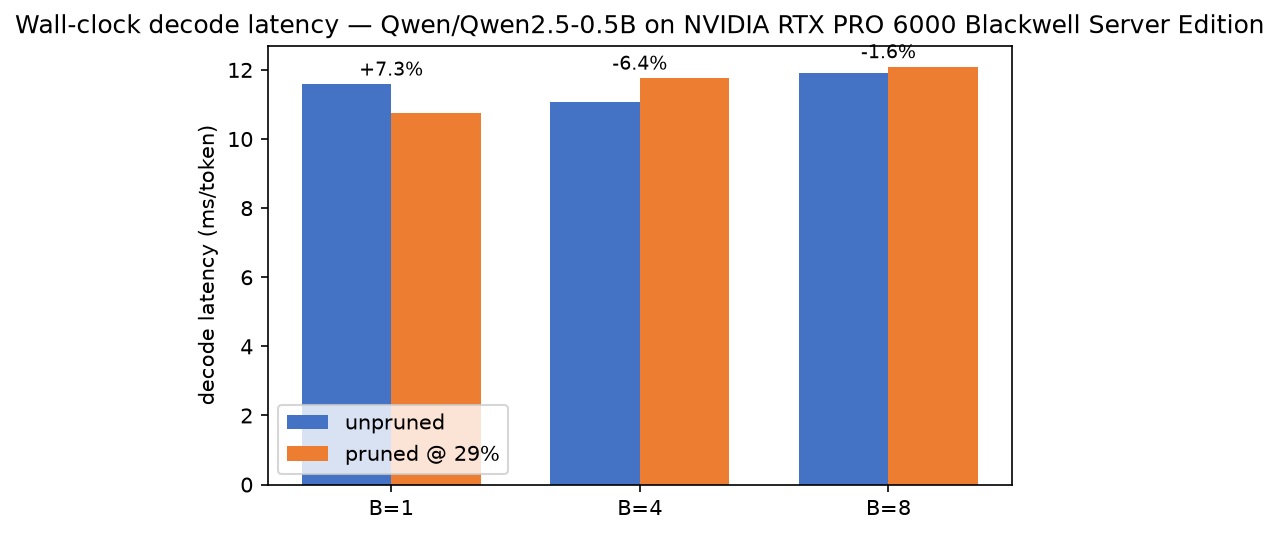 Wall-clock decode latency — Qwen/Qwen2.5-0.5B on NVIDIA RTX PRO 6000 Blackwell Server Edition
+7.3%
-6.4%
-1.6%
decode latency (ms/token)
12
10
8
6
4
2
0
unpruned
pruned @ 29%
B=1
B=4
B=8